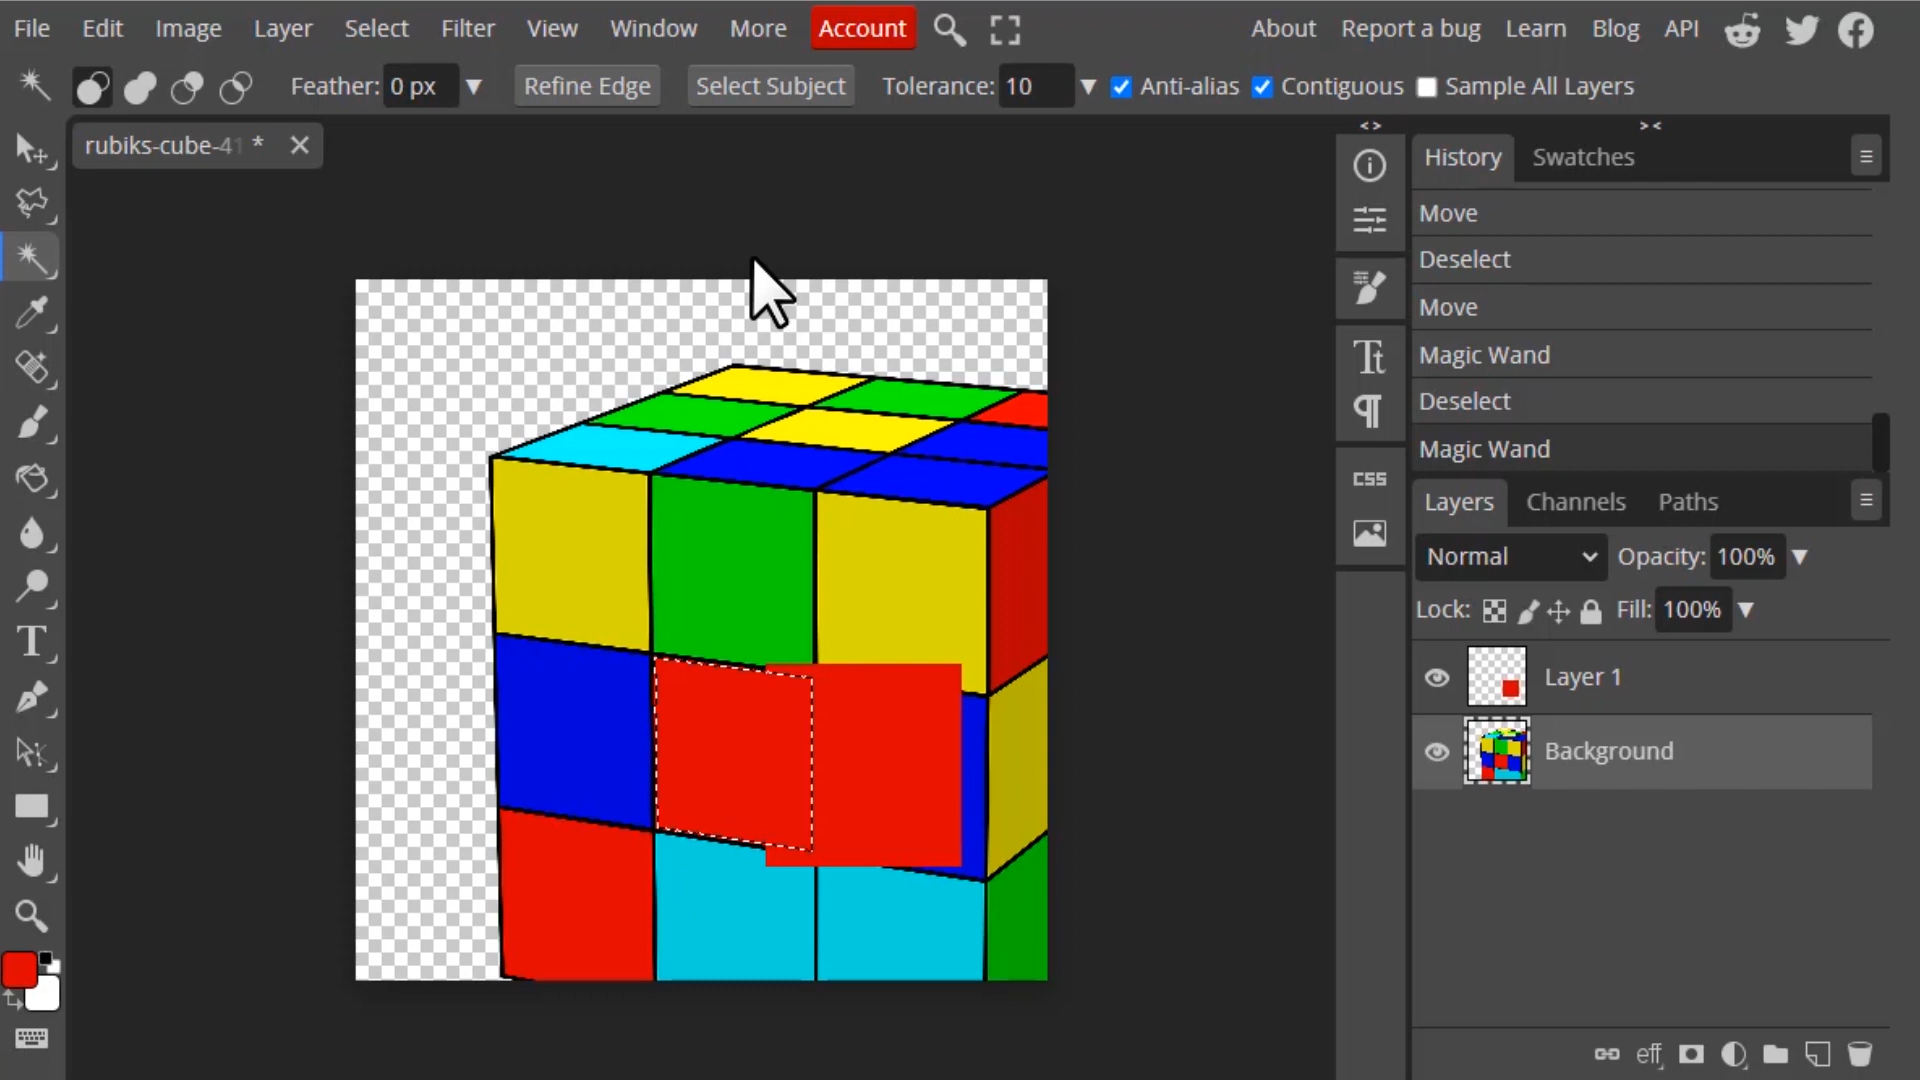 File Edit Image Layer Select Filter View Window More Account About Report a bug Learn Blog API
Feather: 0 px Refine Edge Select Subject Tolerance: 10 Anti-alias Contiguous Sample All Layers
rubiks-cube-41 *
History Swatches
Move
Deselect
Move
Magic Wand
Deselect
Magic Wand
CSS
Layers Channels Paths
Normal Opacity: 100%
Lock: Fill: 100%
Layer 1
Background
eff